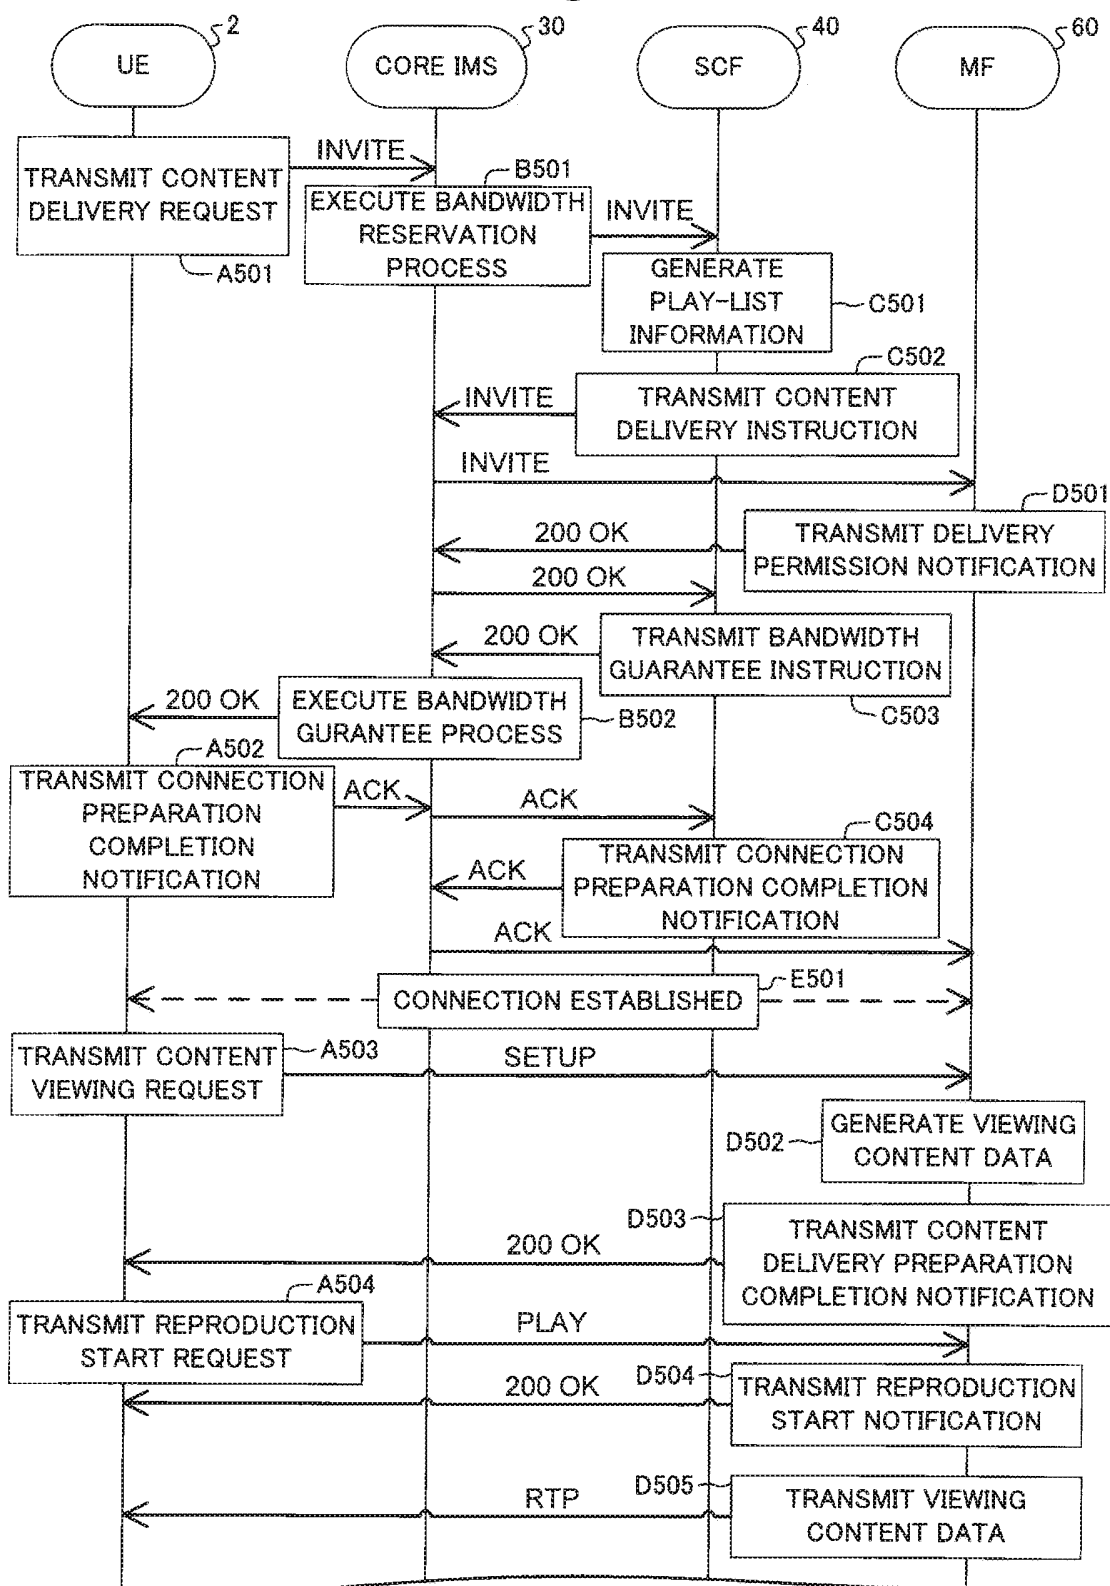 2
30
40
60
UE
CORE IMS
SCF
MF
INVITE
TRANSMIT CONTENT
DELIVERY REQUEST
A501
B501
EXECUTE BANDWIDTH
RESERVATION
PROCESS
INVITE
GENERATE
PLAY-LIST
INFORMATION
C501
C502
INVITE
TRANSMIT CONTENT
DELIVERY INSTRUCTION
INVITE
D501
200 OK
TRANSMIT DELIVERY
PERMISSION NOTIFICATION
200 OK
200 OK
TRANSMIT BANDWIDTH
GUARANTEE INSTRUCTION
C503
200 OK
EXECUTE BANDWIDTH
GURANTEE PROCESS
B502
A502
TRANSMIT CONNECTION
PREPARATION
COMPLETION
NOTIFICATION
ACK
ACK
C504
ACK
TRANSMIT CONNECTION
PREPARATION COMPLETION
NOTIFICATION
ACK
E501
CONNECTION ESTABLISHED
TRANSMIT CONTENT
VIEWING REQUEST
A503
SETUP
D502
GENERATE VIEWING
CONTENT DATA
D503
200 OK
TRANSMIT CONTENT
DELIVERY PREPARATION
COMPLETION NOTIFICATION
A504
TRANSMIT REPRODUCTION
START REQUEST
PLAY
D504
200 OK
TRANSMIT REPRODUCTION
START NOTIFICATION
D505
RTP
TRANSMIT VIEWING
CONTENT DATA